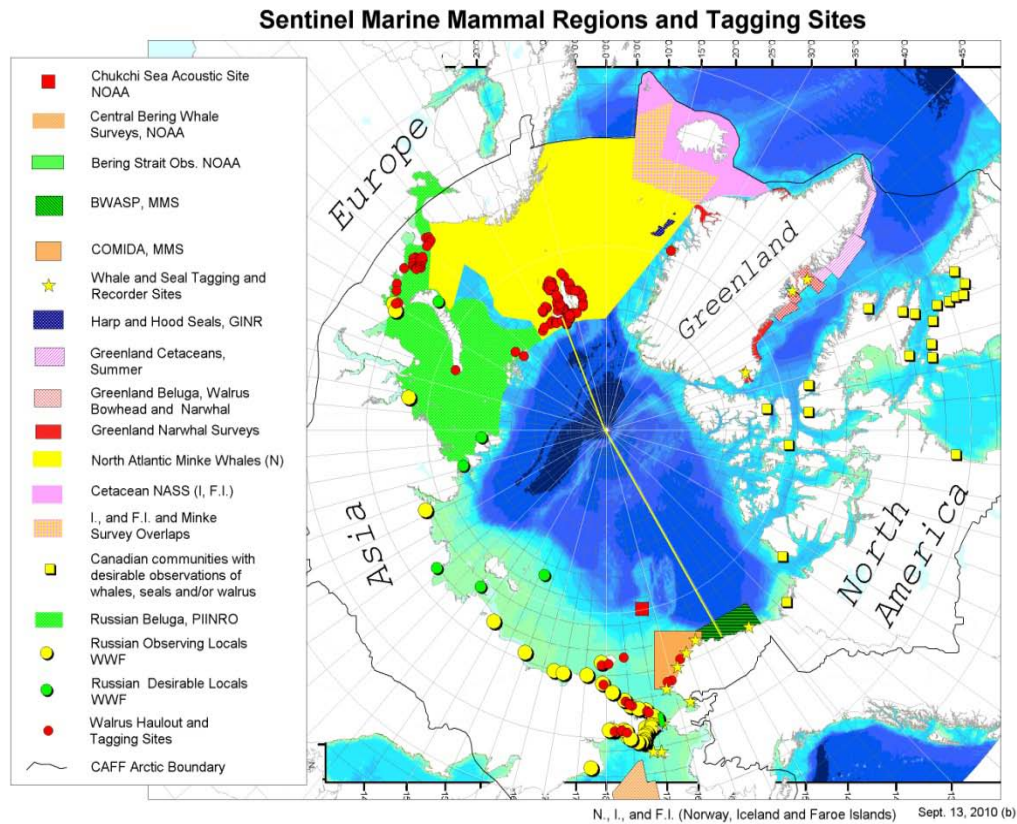 Sentinel Marine Mammal Regions and Tagging Sites
Chukchi Sea Acoustic Site
NOAA
Central Bering Whale
Surveys, NOAA
Bering Strait Obs. NOAA
BWASP, MMS
COMIDA, MMS
Whale and Seal Tagging and
Recorder Sites
Harp and Hood Seals, GINR
Greenland Cetaceans,
Summer
Greenland Beluga, Walrus
Bowhead and Narwhal
Greenland Narwhal Surveys
North Atlantic Minke Whales (N)
Cetacean NASS (I, F.I.)
I., and F.I. and Minke
Survey Overlaps
Canadian communities with
desirable observations of
whales, seals and/or walrus
Russian Beluga, PIINRO
Russian Observing Locals
WWF
Russian Desirable Locals
WWF
Walrus Haulout and
Tagging Sites
CAFF Arctic Boundary
Europe
Greenland
Asia
North
America
N., I., and F.I. (Norway, Iceland and Faroe Islands)
Sept. 13, 2010 (b)